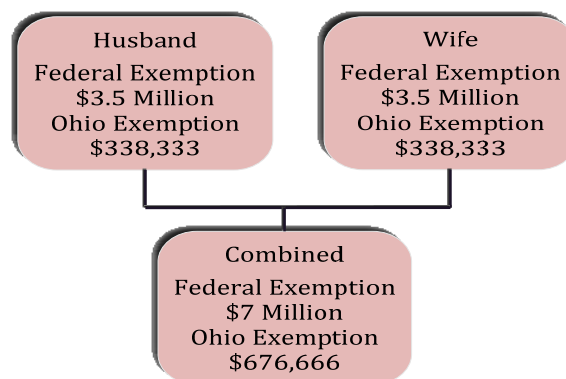 Husband
Federal Exemption
$3.5 Million
Ohio Exemption
$338,333
Wife
Federal Exemption
$3.5 Million
Ohio Exemption
$338,333
Combined
Federal Exemption
$7 Million
Ohio Exemption
$676,666